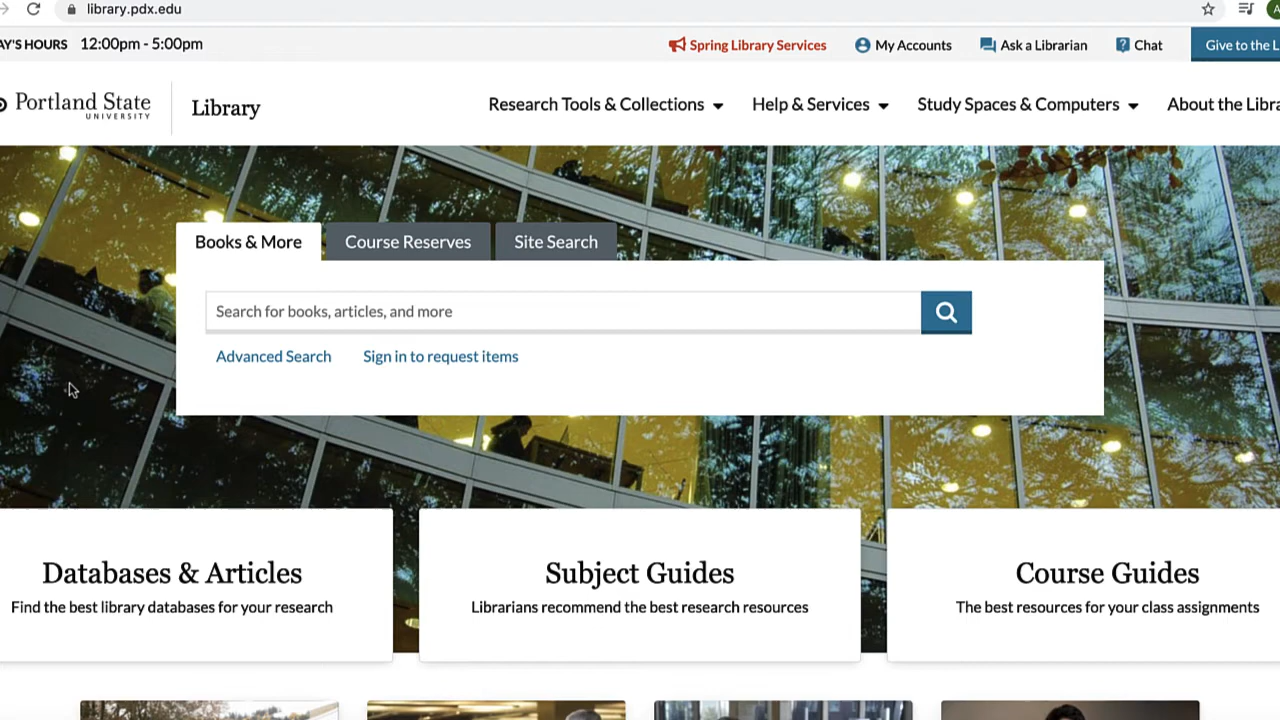 library.pdx.edu
AY'S HOURS 12:00pm - 5:00pm
Spring Library Services
My Accounts
Ask a Librarian
Chat
Give to the L
Portland State
UNIVERSITY
Library
Research Tools & Collections
Help & Services
Study Spaces & Computers
About the Libra
Books & More
Course Reserves
Site Search
Search for books, articles, and more
Advanced Search
Sign in to request items
Databases & Articles
Find the best library databases for your research
Subject Guides
Librarians recommend the best research resources
Course Guides
The best resources for your class assignments